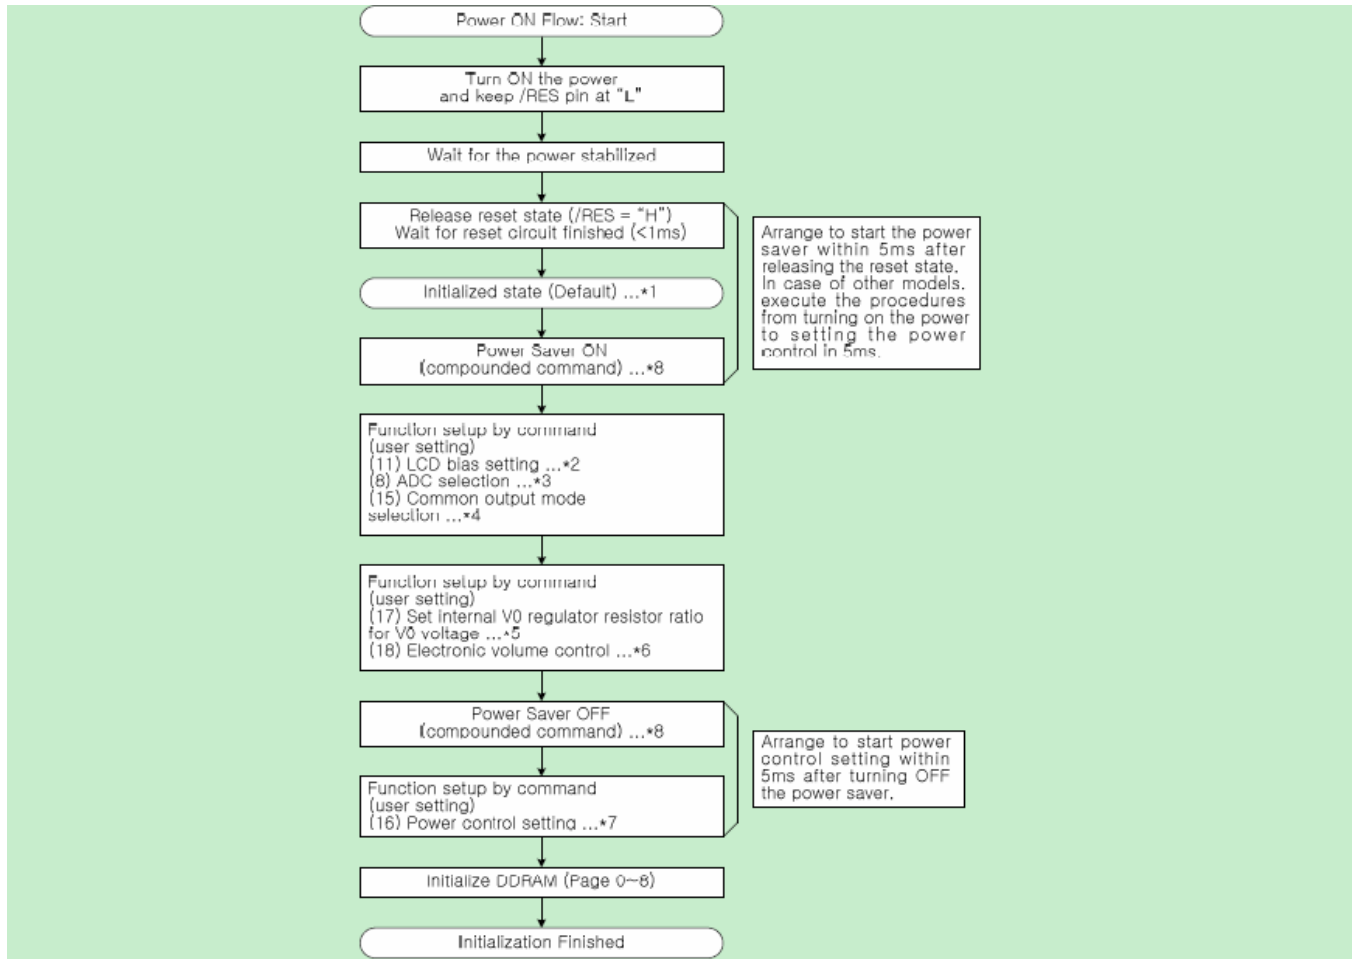 Power ON Flow: Start
Turn ON the power
and keep /RES pin at “L”
Wait for the power stabilized
Release reset state (/RES = “H”)
Wait for reset circuit finished (<1ms)
Initialized state (Default) ...*1
Power Saver ON
(compounded command) ...*8
Arrange to start the power
saver within 5ms after
releasing the reset state.
In case of other models,
execute the procedures
from turning on the power
to setting the power
control in 5ms.
Function setup by command
(user setting)
(11) LCD bias setting ...*2
(8) ADC selection ...*3
(15) Common output mode
selection ...*4
Function setup by command
(user setting)
(17) Set internal V0 regulator resistor ratio
for V0 voltage ...*5
(18) Electronic volume control ...*6
Power Saver OFF
(compounded command) ...*8
Function setup by command
(user setting)
(16) Power control setting ...*7
Arrange to start power
control setting within
5ms after turning OFF
the power saver.
Initialize DDRAM (Page 0~8)
Initialization Finished